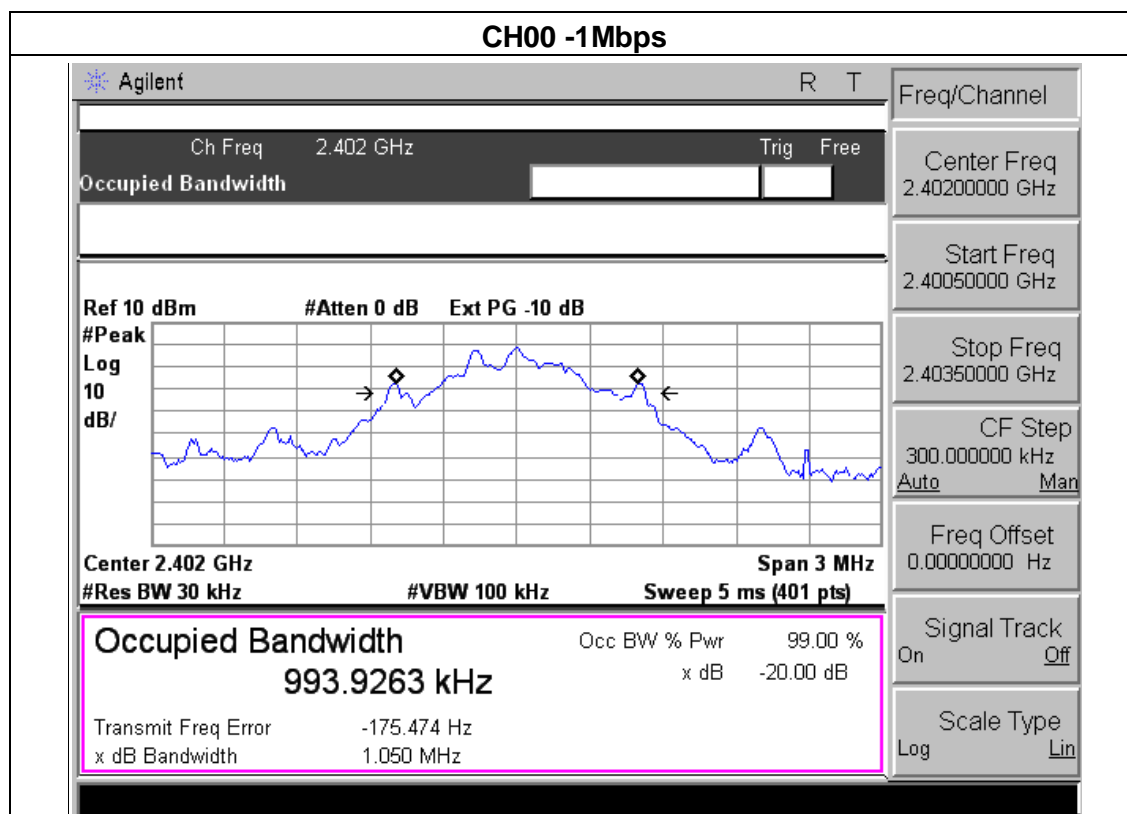 CH00 -1Mbps
Agilent R T
Ch Freq 2.402 GHz Trig Free
Occupied Bandwidth
Ref 10 dBm #Atten 0 dB Ext PG -10 dB
#Peak
Log
10
dB/
Center 2.402 GHz Span 3 MHz
#Res BW 30 kHz #VBW 100 kHz Sweep 5 ms (401 pts)
Occupied Bandwidth Occ BW % Pwr 99.00 %
993.9263 kHz x dB -20.00 dB
Transmit Freq Error -175.474 Hz
x dB Bandwidth 1.050 MHz
Freq/Channel
Center Freq
2.40200000 GHz
Start Freq
2.40050000 GHz
Stop Freq
2.40350000 GHz
CF Step
300.000000 kHz
Auto Man
Freq Offset
0.00000000 Hz
Signal Track
On Off
Scale Type
Log Lin